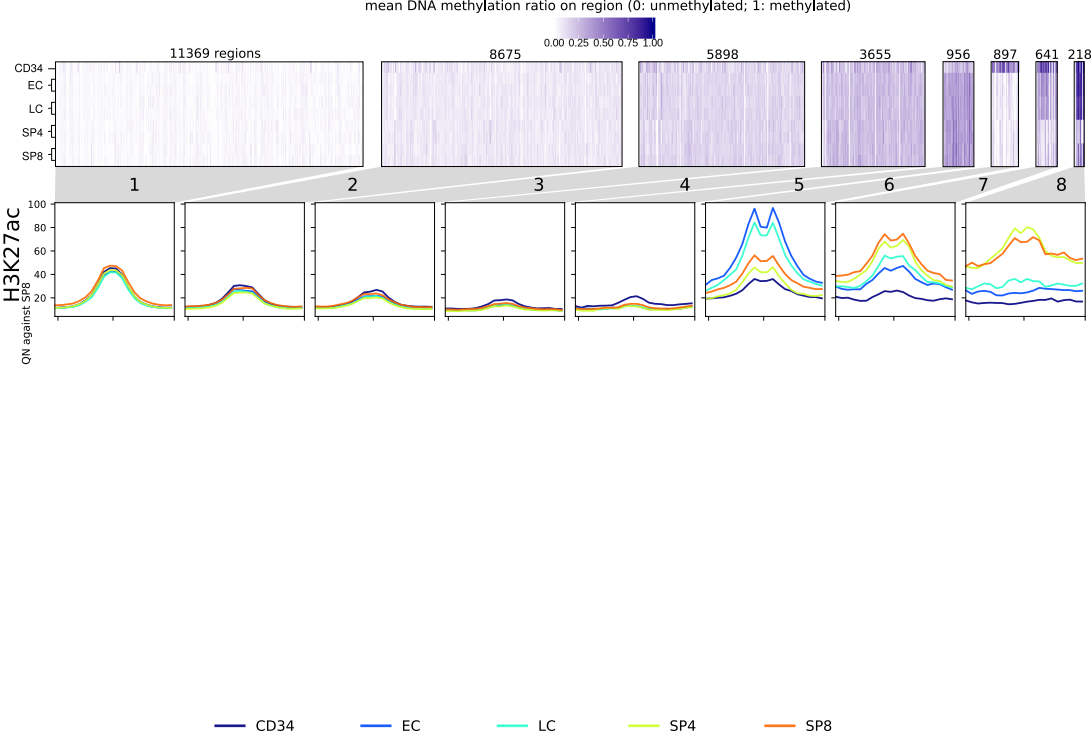 mean DNA methylation ratio on region (0: unmethylated; 1: methylated)
0.00 0.25 0.50 0.75 1.00
11369 regions 8675 5898 3655 956 897 641 218
CD34
EC
LC
SP4
SP8
1 2 3 4 5 6 7 8
H3K27ac
QN against SP8
100
80
60
40
20
CD34 EC LC SP4 SP8